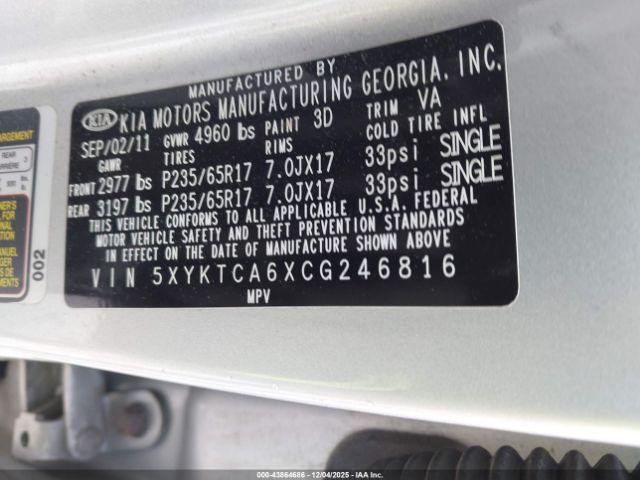 MANUFACTURED BY
KIA KIA MOTORS MANUFACTURING GEORGIA, INC.
SEP/02/11 GVWR 4960 lbs PAINT 3D TRIM VA
GAWR TIRES RIMS COLD TIRE INFL
FRONT 2977 lbs P235/65R17 7.0JX17 33psi SINGLE
REAR 3197 lbs P235/65R17 7.0JX17 33psi SINGLE
THIS VEHICLE CONFORMS TO ALL APPLICABLE U.S.A. FEDERAL
MOTOR VEHICLE SAFETY AND THEFT PREVENTION STANDARDS
IN EFFECT ON THE DATE OF MANUFACTURE SHOWN ABOVE
VIN 5XYKTCA6XCG246816
MPV
REAR
002
000-43864686 - 12/04/2025 - IAA Inc.